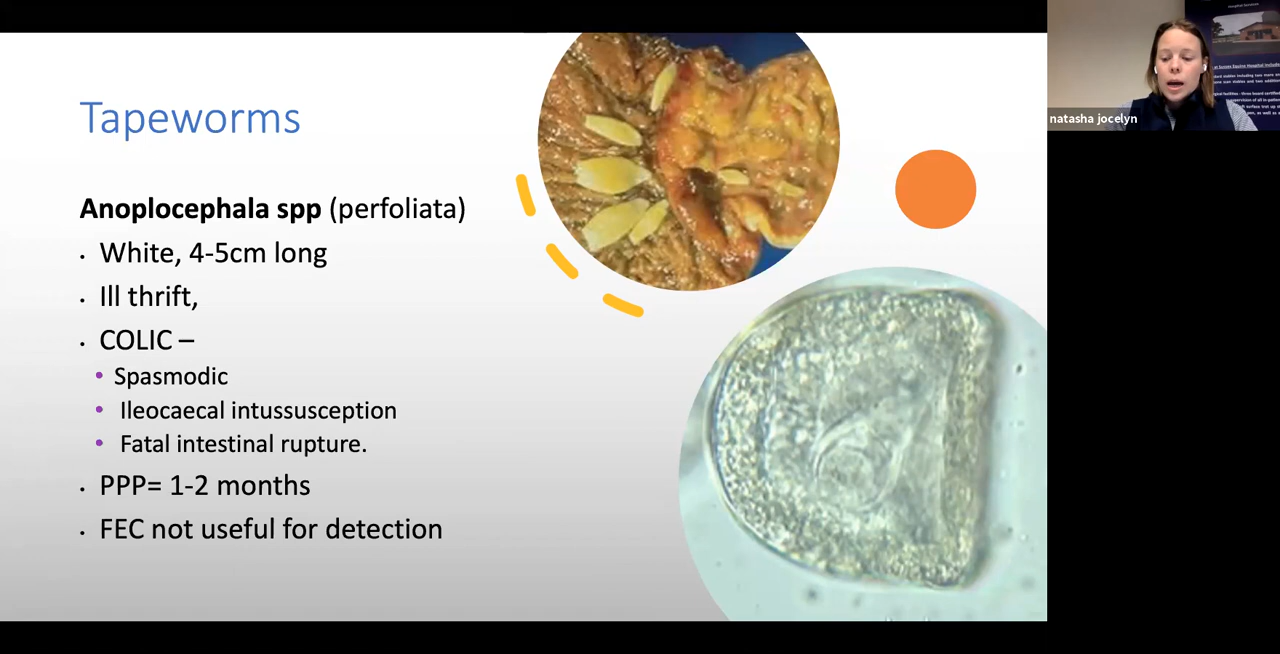 Tapeworms
Anoplocephala spp (perfoliata)
• White, 4-5cm long
• Ill thrift,
• COLIC –
• Spasmodic
• Ileocaecal intussusception
• Fatal intestinal rupture.
• PPP= 1-2 months
• FEC not useful for detection
natasha jocelyn